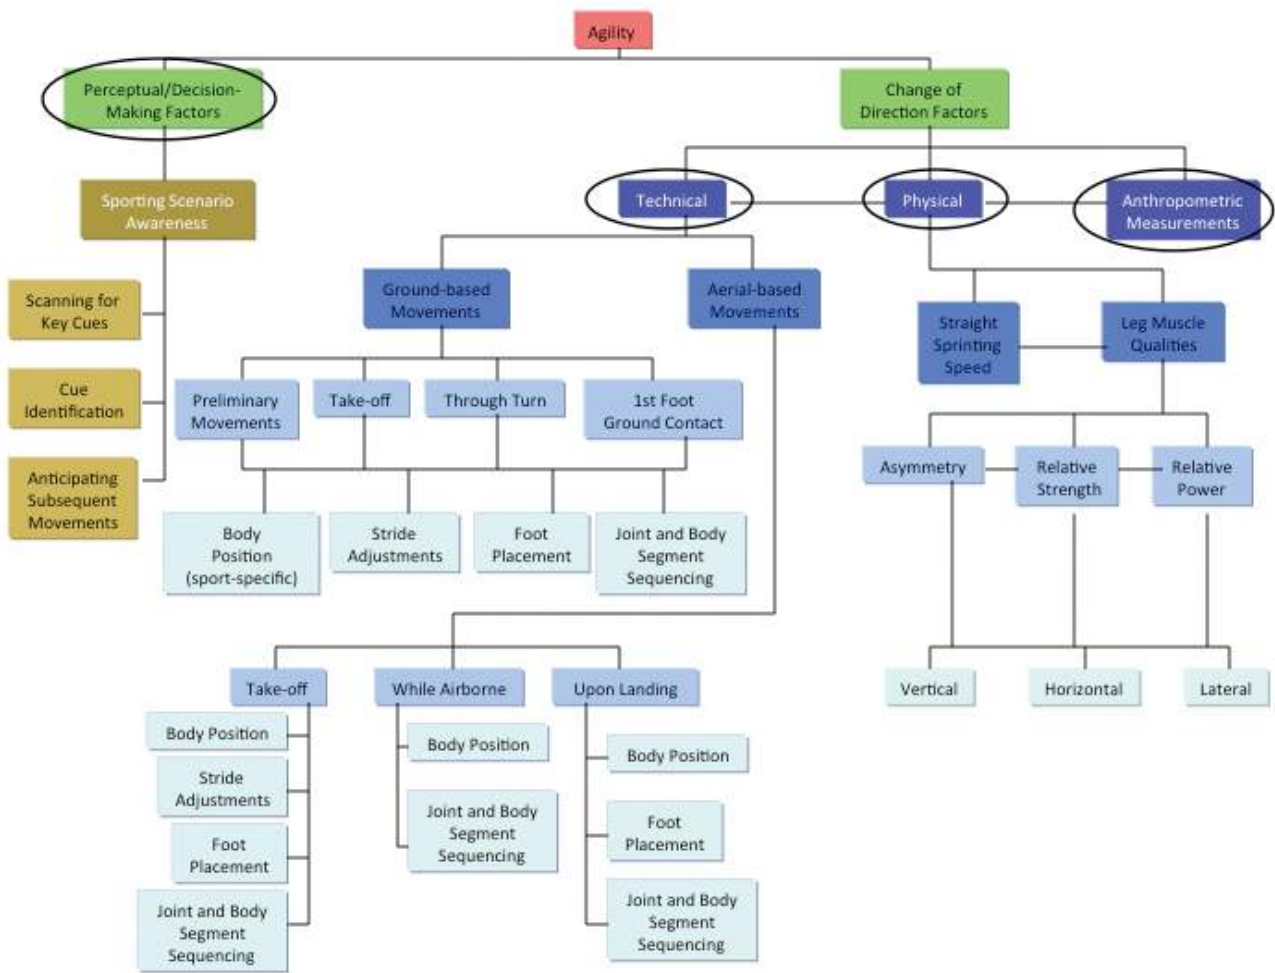 Agility
Perceptual/Decision-
Making Factors
Change of
Direction Factors
Sporting Scenario
Awareness
Technical
Physical
Anthropometric
Measurements
Scanning for
Key Cues
Cue
Identification
Anticipating
Subsequent
Movements
Ground-based
Movements
Aerial-based
Movements
Straight
Sprinting
Speed
Leg Muscle
Qualities
Preliminary
Movements
Take-off
Through Turn
1st Foot
Ground Contact
Body
Position
(sport-specific)
Stride
Adjustments
Foot
Placement
Joint and Body
Segment
Sequencing
Asymmetry
Relative
Strength
Relative
Power
Vertical
Horizontal
Lateral
Take-off
Body Position
Stride
Adjustments
Foot
Placement
Joint and Body
Segment
Sequencing
While Airborne
Body Position
Joint and Body
Segment
Sequencing
Upon Landing
Body Position
Foot
Placement
Joint and Body
Segment
Sequencing